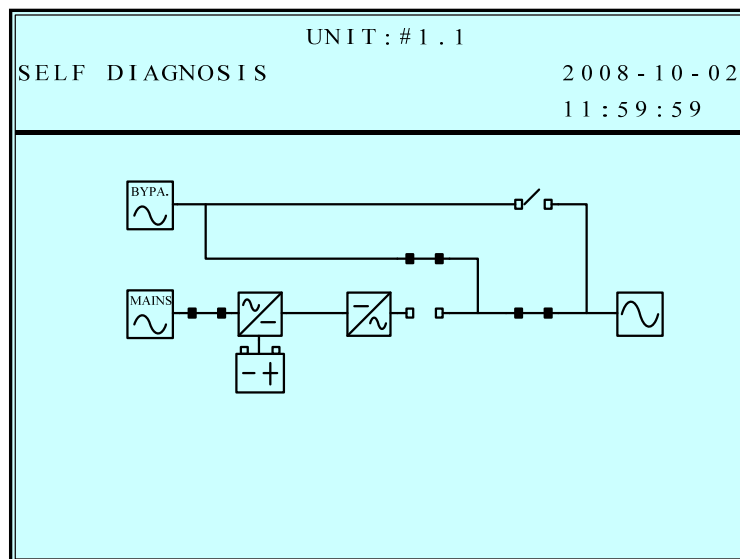 UNIT:#1.1
SELF DIAGNOSIS
2008-10-02
11:59:59
BYPA.
MAINS